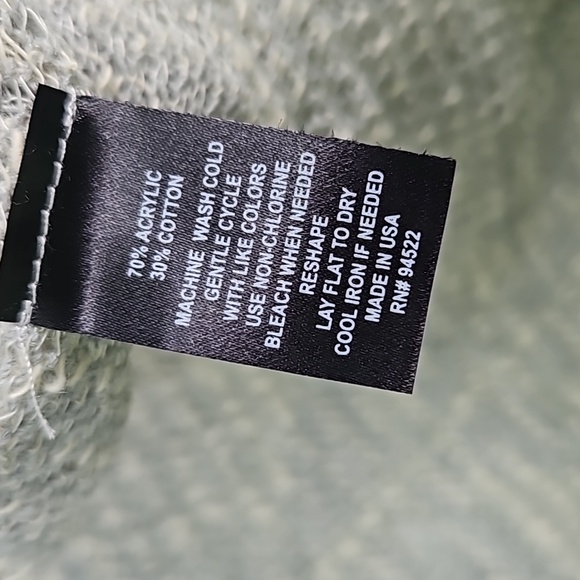 70% ACRYLIC
30% COTTON
MACHINE WASH COLD
GENTLE CYCLE
WITH LIKE COLORS
USE NON-CHLORINE
BLEACH WHEN NEEDED
RESHAPE
LAY FLAT TO DRY
COOL IRON IF NEEDED
MADE IN USA
RN# 94522